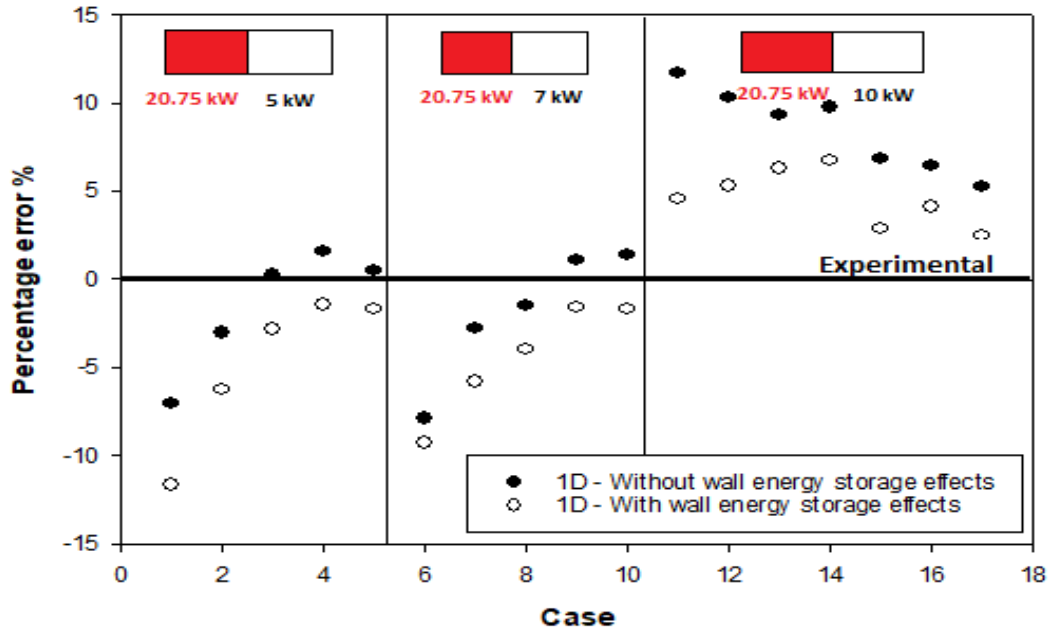 15
10
5
0
-5
-10
-15
Percentage error %
20.75 kW 5 kW
20.75 kW 7 kW
20.75 kW 10 kW
Experimental
1D - Without wall energy storage effects
1D - With wall energy storage effects
0 2 4 6 8 10 12 14 16 18
Case